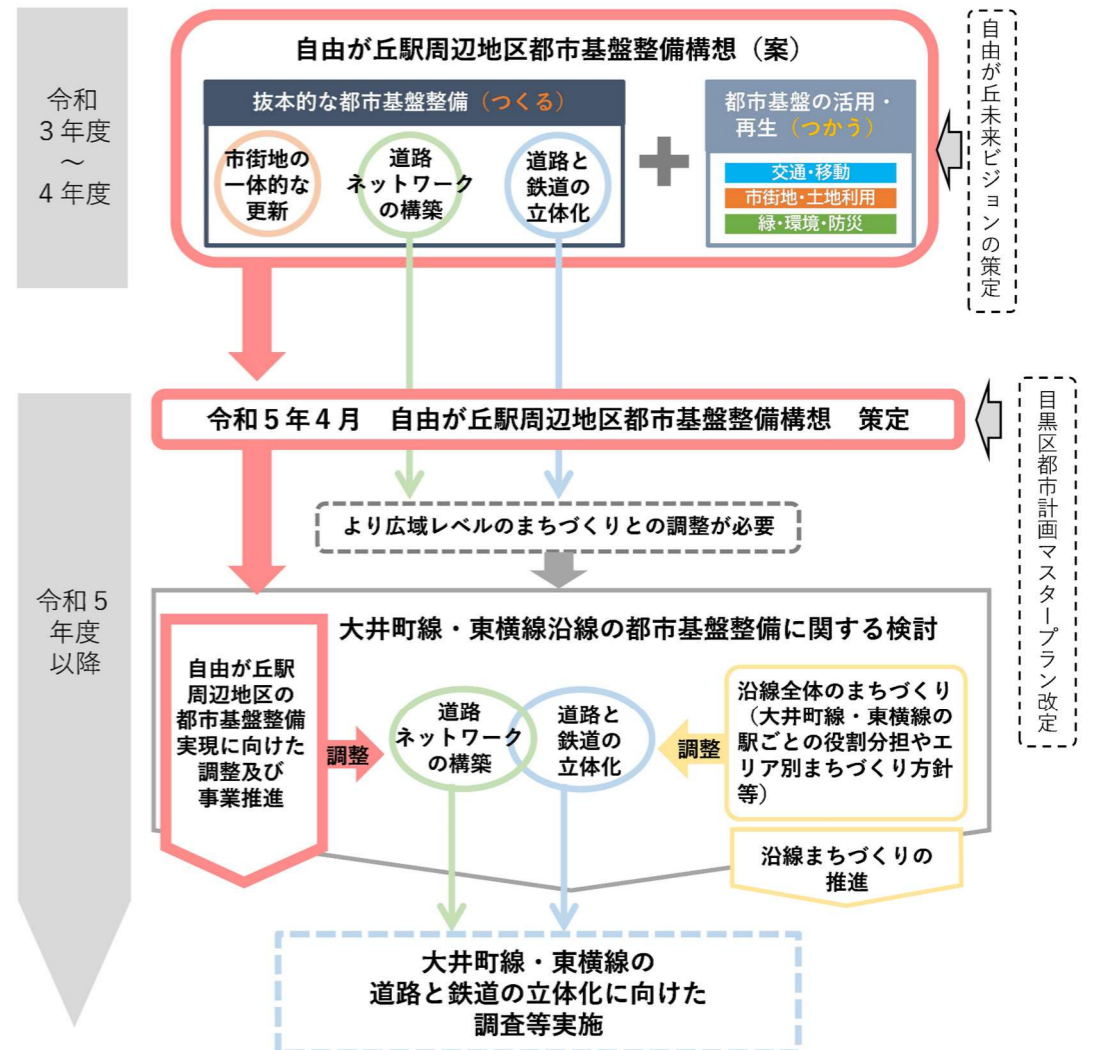 令和
3年度
～
4年度
自由が丘駅周辺地区都市基盤整備構想（案）
抜本的な都市基盤整備（つくる）
市街地の
一体的な
更新
道路
ネットワーク
の構築
道路と
鉄道の
立体化
都市基盤の活用・
再生（つかう）
交通・移動
市街地・土地利用
緑・環境・防災
自由が丘未来ビジョンの策定
令和5年4月　自由が丘駅周辺地区都市基盤整備構想　策定
目黒区都市計画マスタープラン改定
より広域レベルのまちづくりとの調整が必要
令和5
年度
以降
大井町線・東横線沿線の都市基盤整備に関する検討
自由が丘駅
周辺地区の
都市基盤整備
実現に向けた
調整及び
事業推進
調整
道路
ネットワーク
の構築
道路と
鉄道の
立体化
調整
沿線全体のまちづくり
（大井町線・東横線の
駅ごとの役割分担やエ
リア別まちづくり方針
等）
沿線まちづくりの
推進
大井町線・東横線の
道路と鉄道の立体化に向けた
調査等実施